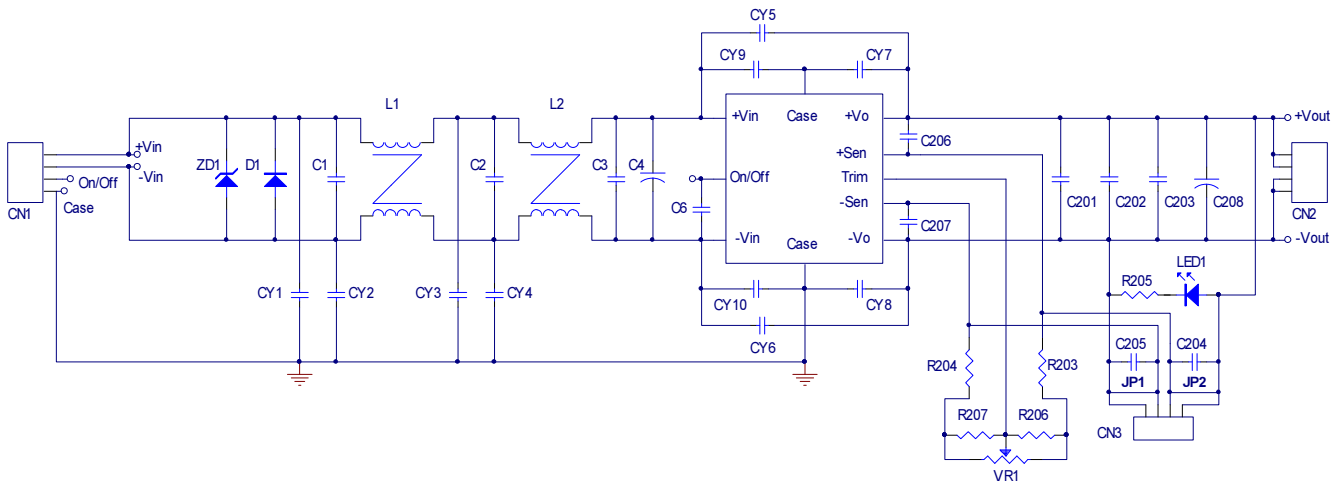 CY5
CY9
CY7
L1
L2
+Vin
Case
+Vo
+Vout
C206
+Sen
+Vin
ZD1
D1
C1
C2
C3
C4
-Vin
On/Off
On/Off
Trim
C6
-Sen
C201
C202
C203
C208
CN1
Case
CN2
C207
-Vin
Case
-Vo
-Vout
LED1
R205
CY1
CY2
CY3
CY4
CY10
CY8
CY6
C205
C204
R204
R203
JP1
JP2
R207
R206
CN3
VR1